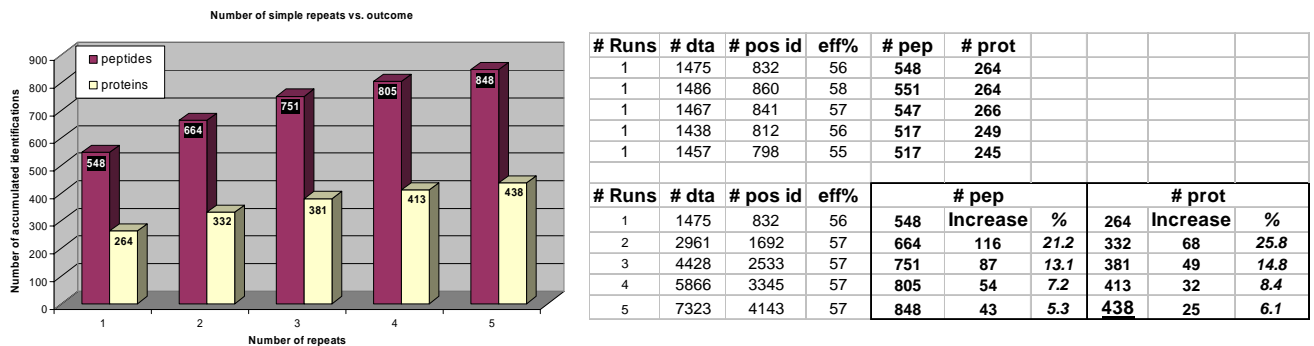 Number of simple repeats vs. outcome
Number of accumulated identifications
900
800
700
600
500
400
300
200
100
0
peptides
proteins
548
264
664
332
751
381
805
413
848
438
1 2 3 4 5
Number of repeats
# Runs # dta # pos id eff% # pep # prot
1 1475 832 56 548 264
1 1486 860 58 551 264
1 1467 841 57 547 266
1 1438 812 56 517 249
1 1457 798 55 517 245
# Runs # dta # pos id eff% # pep # prot
1 1475 832 56 548 Increase % 264 Increase %
2 2961 1692 57 664 116 21.2 332 68 25.8
3 4428 2533 57 751 87 13.1 381 49 14.8
4 5866 3345 57 805 54 7.2 413 32 8.4
5 7323 4143 57 848 43 5.3 438 25 6.1